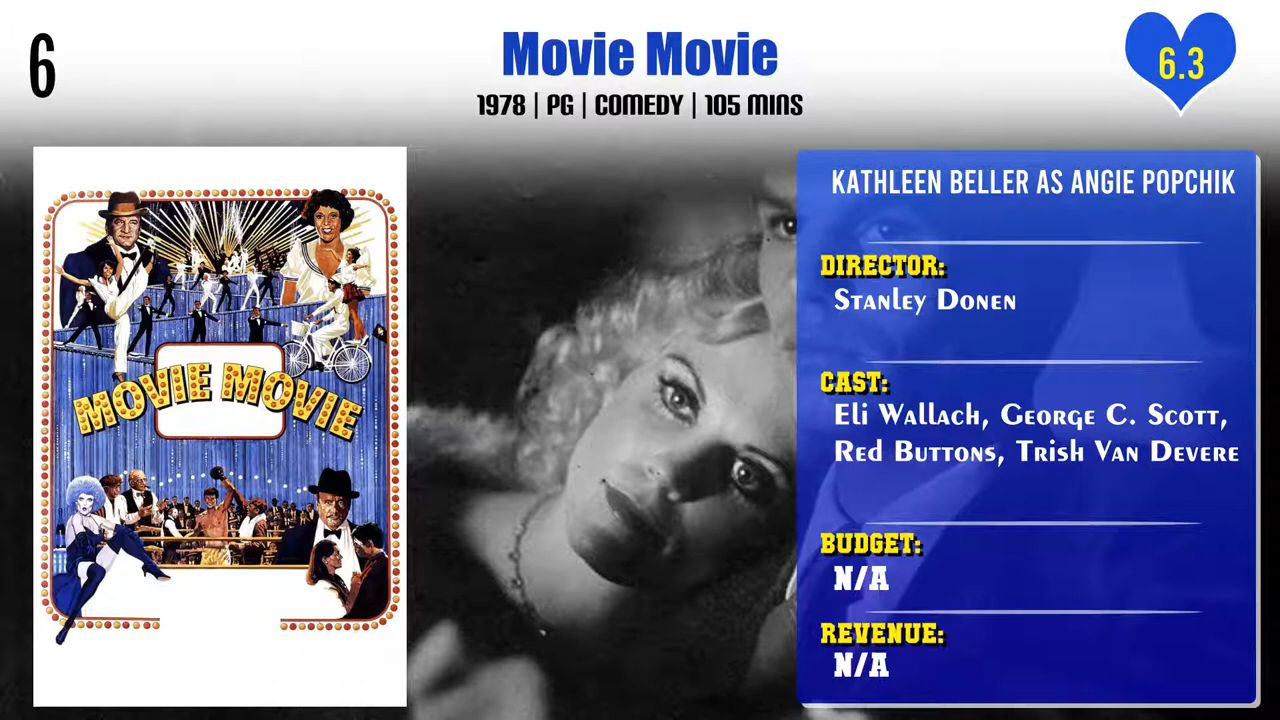 6
Movie Movie
1978 | PG | COMEDY | 105 MINS
6.3
MOVIE MOVIE
KATHLEEN BELLER AS ANGIE POPCHIK
DIRECTOR:
Stanley Donen
CAST:
Eli Wallach, George C. Scott,
Red Buttons, Trish Van Devere
BUDGET:
N/A
REVENUE:
N/A